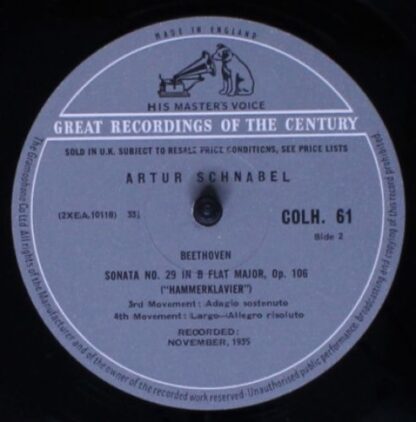 MADE IN ENGLAND
HIS MASTER'S VOICE
GREAT RECORDINGS OF THE CENTURY
SOLD IN U.K. SUBJECT TO RESALE PRICE CONDITIONS, SEE PRICE LISTS
ARTUR SCHNABEL
(2XEA.10118) 33⅓ COLH. 61
Side 2
BEETHOVEN
SONATA NO. 29 IN B FLAT MAJOR, Op. 106
("HAMMERKLAVIER")
3rd Movement: Adagio sostenuto
4th Movement: Largo—Allegro risoluto
RECORDED:
NOVEMBER, 1935
The Gramophone Co Ltd. All rights of the Manufacturer and of the owner of the recorded work reserved. Unauthorised public performance, broadcasting and copying of this record prohibited.